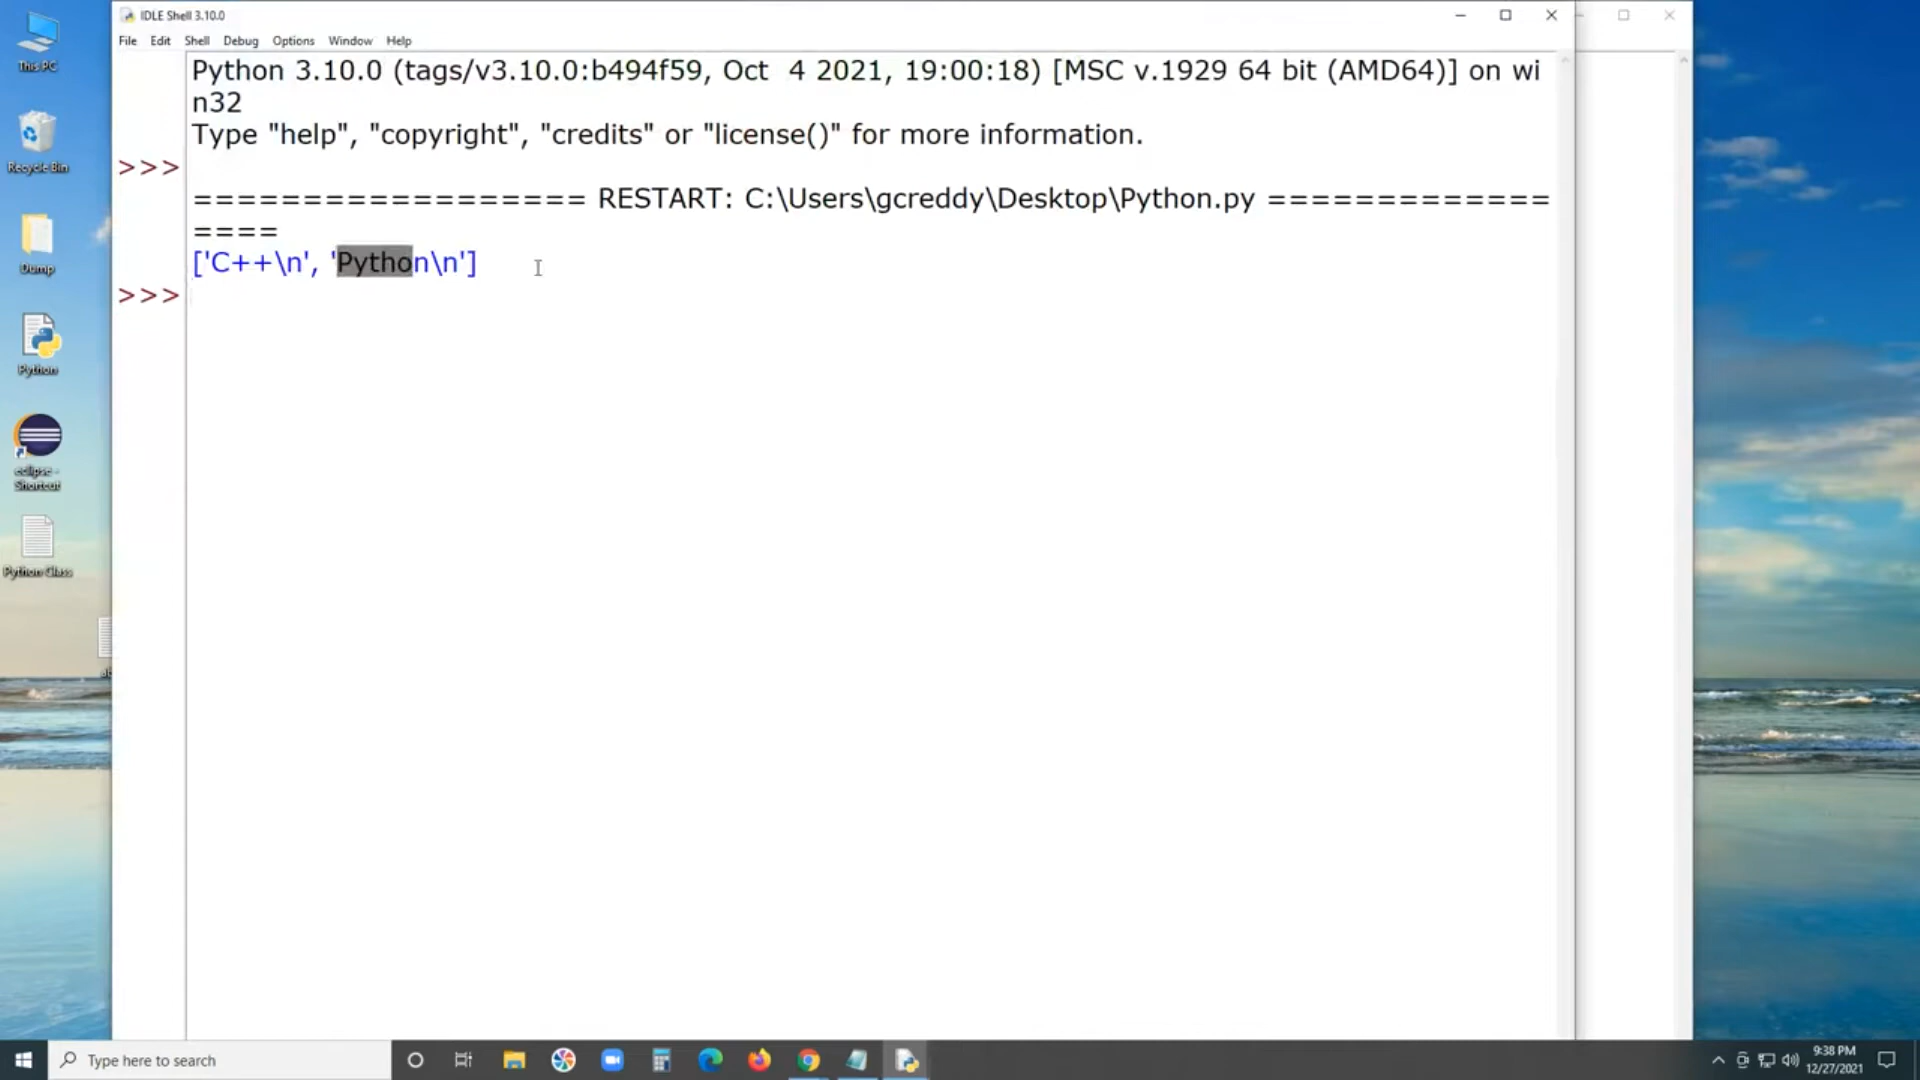 IDLE Shell 3.10.0
File Edit Shell Debug Options Window Help
Python 3.10.0 (tags/v3.10.0:b494f59, Oct  4 2021, 19:00:18) [MSC v.1929 64 bit (AMD64)] on wi
n32
Type "help", "copyright", "credits" or "license()" for more information.
>>>
================== RESTART: C:\Users\gcreddy\Desktop\Python.py =============
====
['C++\n', 'Python\n']
>>>
This PC
Recycle Bin
Dump
Python
eclipse -
Shortcut
Python Class
Type here to search
9:38 PM
12/27/2021